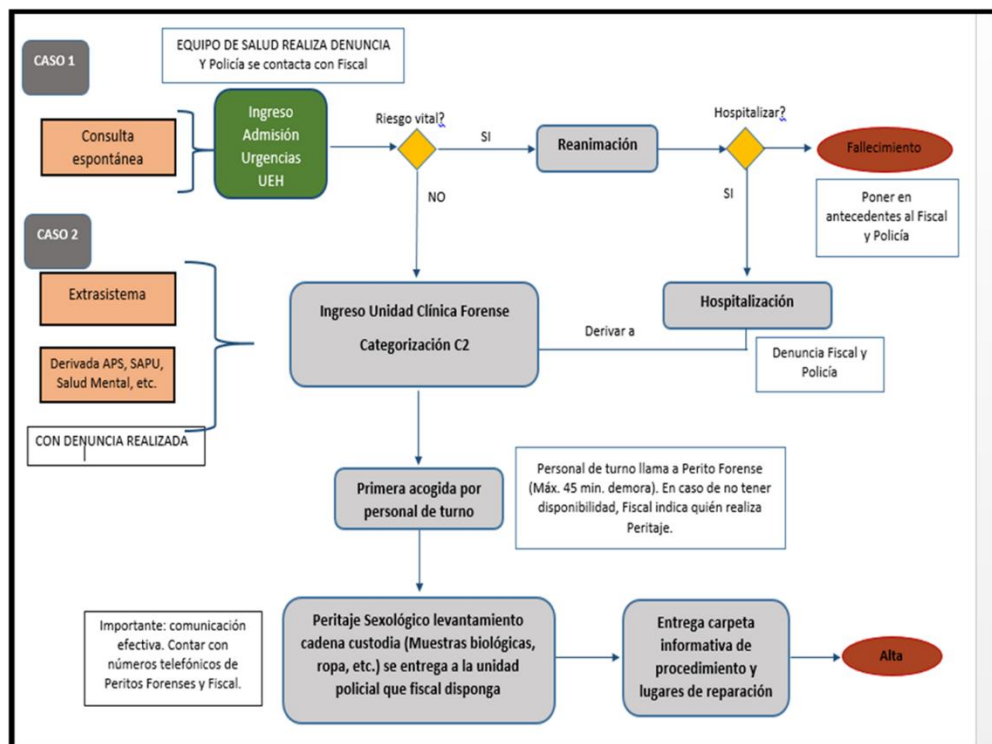 EQUIPO DE SALUD REALIZA DENUNCIA
Y Policía se contacta con Fiscal
CASO 1
Consulta
espontánea
Ingreso
Admisión
Urgencias
UEH
Riesgo vital?
SI
NO
Reanimación
Hospitalizar?
SI
Fallecimiento
Poner en
antecedentes al Fiscal
y Policía
CASO 2
Extrasistema
Derivada APS, SAPU,
Salud Mental, etc.
CON DENUNCIA REALIZADA
Ingreso Unidad Clínica Forense
Categorización C2
Derivar a
Hospitalización
Denuncia Fiscal y
Policía
Primera acogida por
personal de turno
Personal de turno llama a Perito Forense
(Máx. 45 min. demora). En caso de no tener
disponibilidad, Fiscal indica quién realiza
Peritaje.
Importante: comunicación
efectiva. Contar con
números telefónicos de
Peritos Forenses y Fiscal.
Peritaje Sexológico levantamiento
cadena custodia (Muestras biológicas,
ropa, etc.) se entrega a la unidad
policial que fiscal disponga
Entrega carpeta
informativa de
procedimiento y
lugares de reparación
Alta